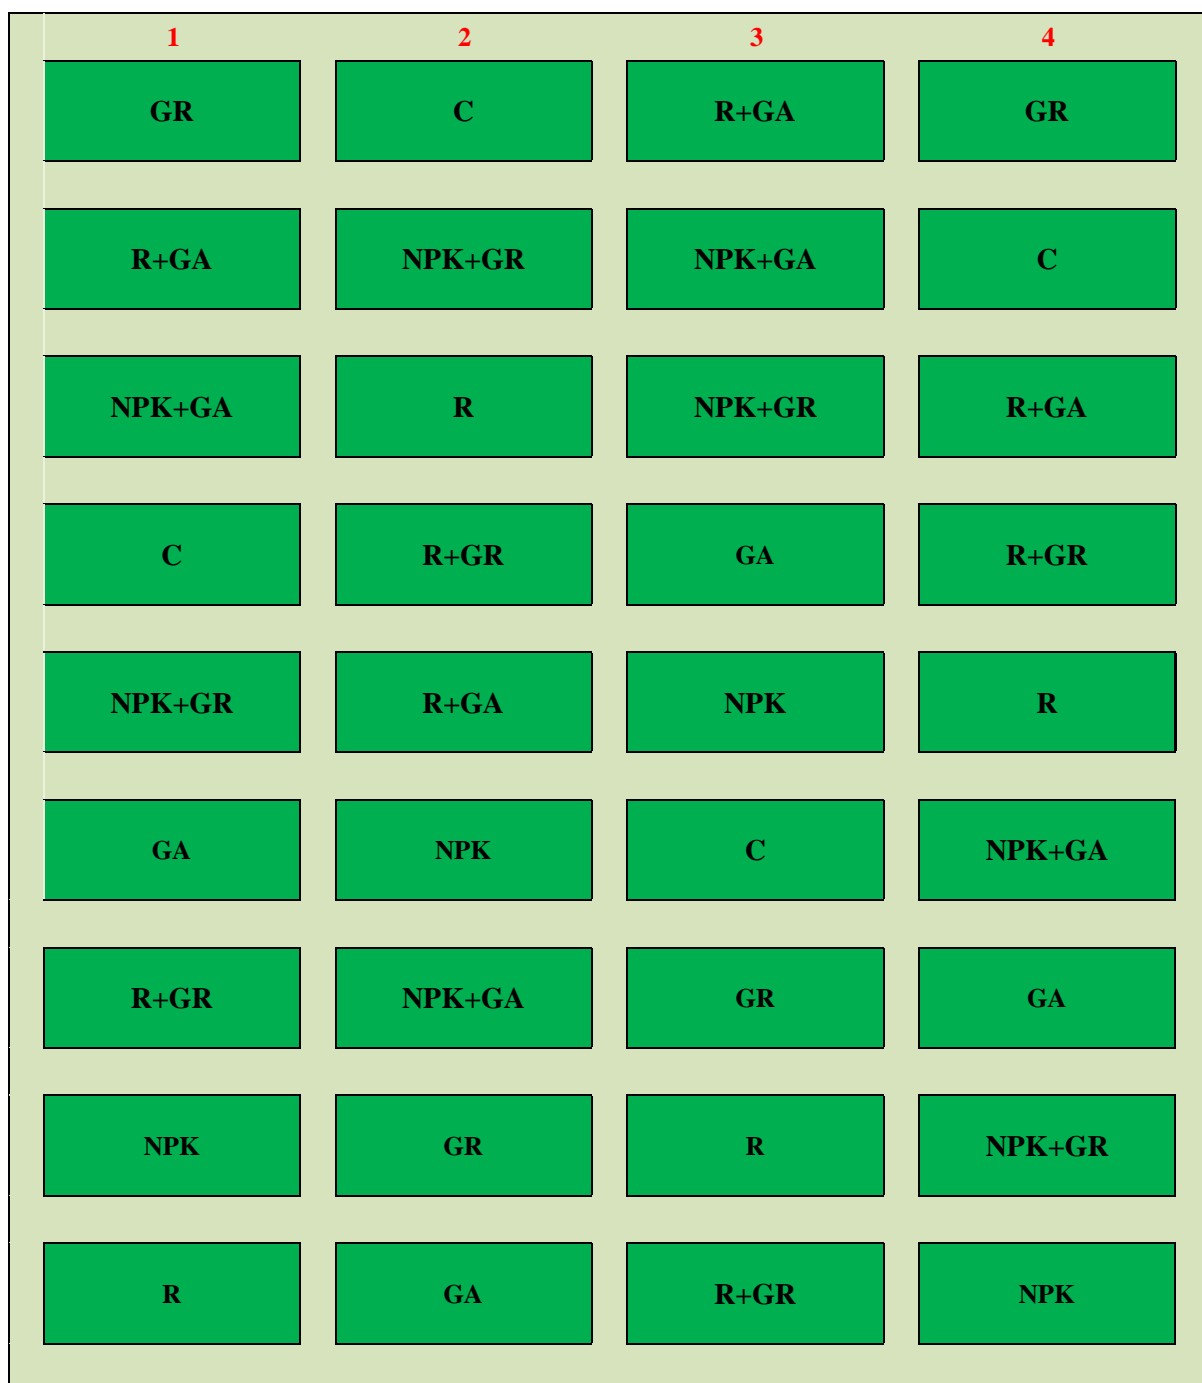 1 2 3 4
GR C R+GA GR
R+GA NPK+GR NPK+GA C
NPK+GA R NPK+GR R+GA
C R+GR GA R+GR
NPK+GR R+GA NPK R
GA NPK C NPK+GA
R+GR NPK+GA GR GA
NPK GR R NPK+GR
R GA R+GR NPK